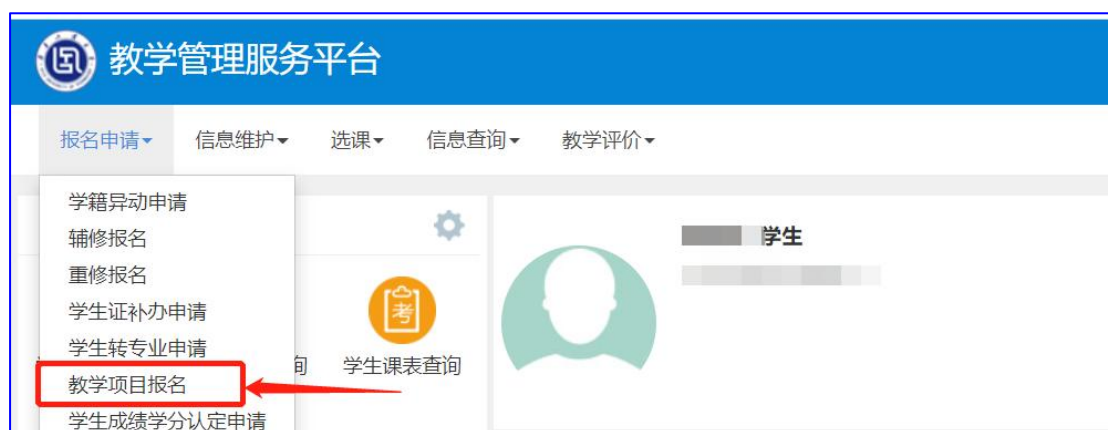 教学管理服务平台
报名申请 信息维护 选课 信息查询 教学评价
学籍异动申请
辅修报名
重修报名
学生证补办申请
学生转专业申请
教学项目报名
学生成绩学分认定申请
考
询 学生课表查询
学生